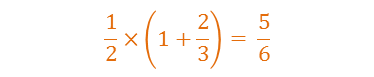 1/2 × (1 + 2/3) = 5/6